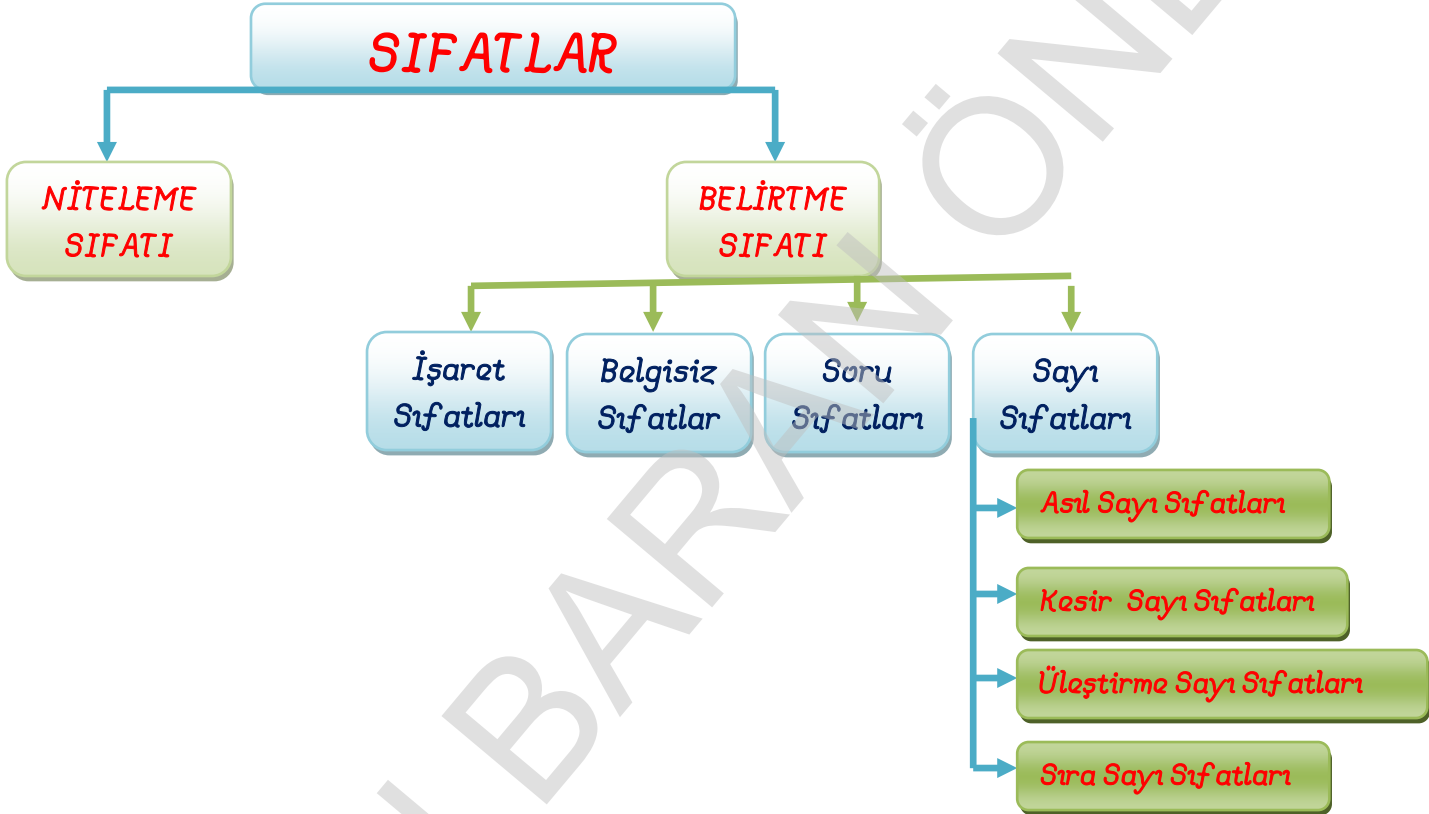 SIFATLAR
NİTELEME
SIFATI
BELİRTME
SIFATI
İşaret
Sıfatları
Belgisiz
Sıfatlar
Soru
Sıfatları
Sayı
Sıfatları
Asıl Sayı Sıfatları
Kesir Sayı Sıfatları
Üleştirme Sayı Sıfatları
Sıra Sayı Sıfatları
BARAN